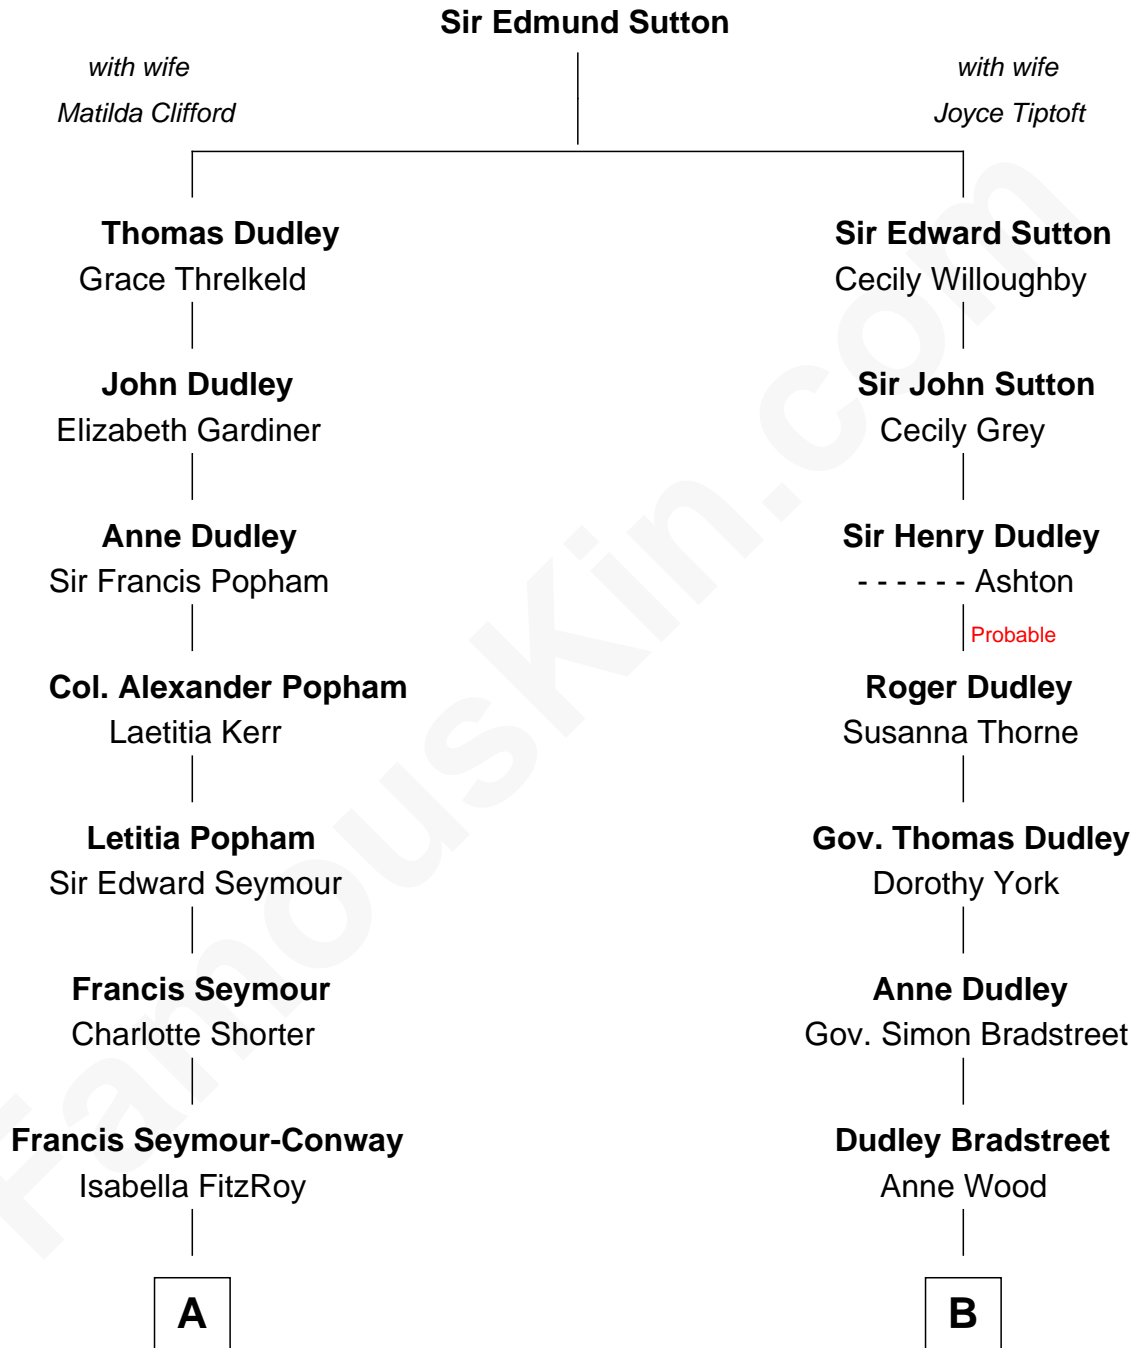 Sir Edmund Sutton
with wife
Matilda Clifford
with wife
Joyce Tiptoft
Thomas Dudley
Grace Threlkeld
Sir Edward Sutton
Cecily Willoughby
John Dudley
Elizabeth Gardiner
Sir John Sutton
Cecily Grey
Anne Dudley
Sir Francis Popham
Sir Henry Dudley
- - - - - - Ashton
Probable
Col. Alexander Popham
Laetitia Kerr
Roger Dudley
Susanna Thorne
Letitia Popham
Sir Edward Seymour
Gov. Thomas Dudley
Dorothy York
Francis Seymour
Charlotte Shorter
Anne Dudley
Gov. Simon Bradstreet
Francis Seymour-Conway
Isabella FitzRoy
Dudley Bradstreet
Anne Wood
A
B
FamousKin.com